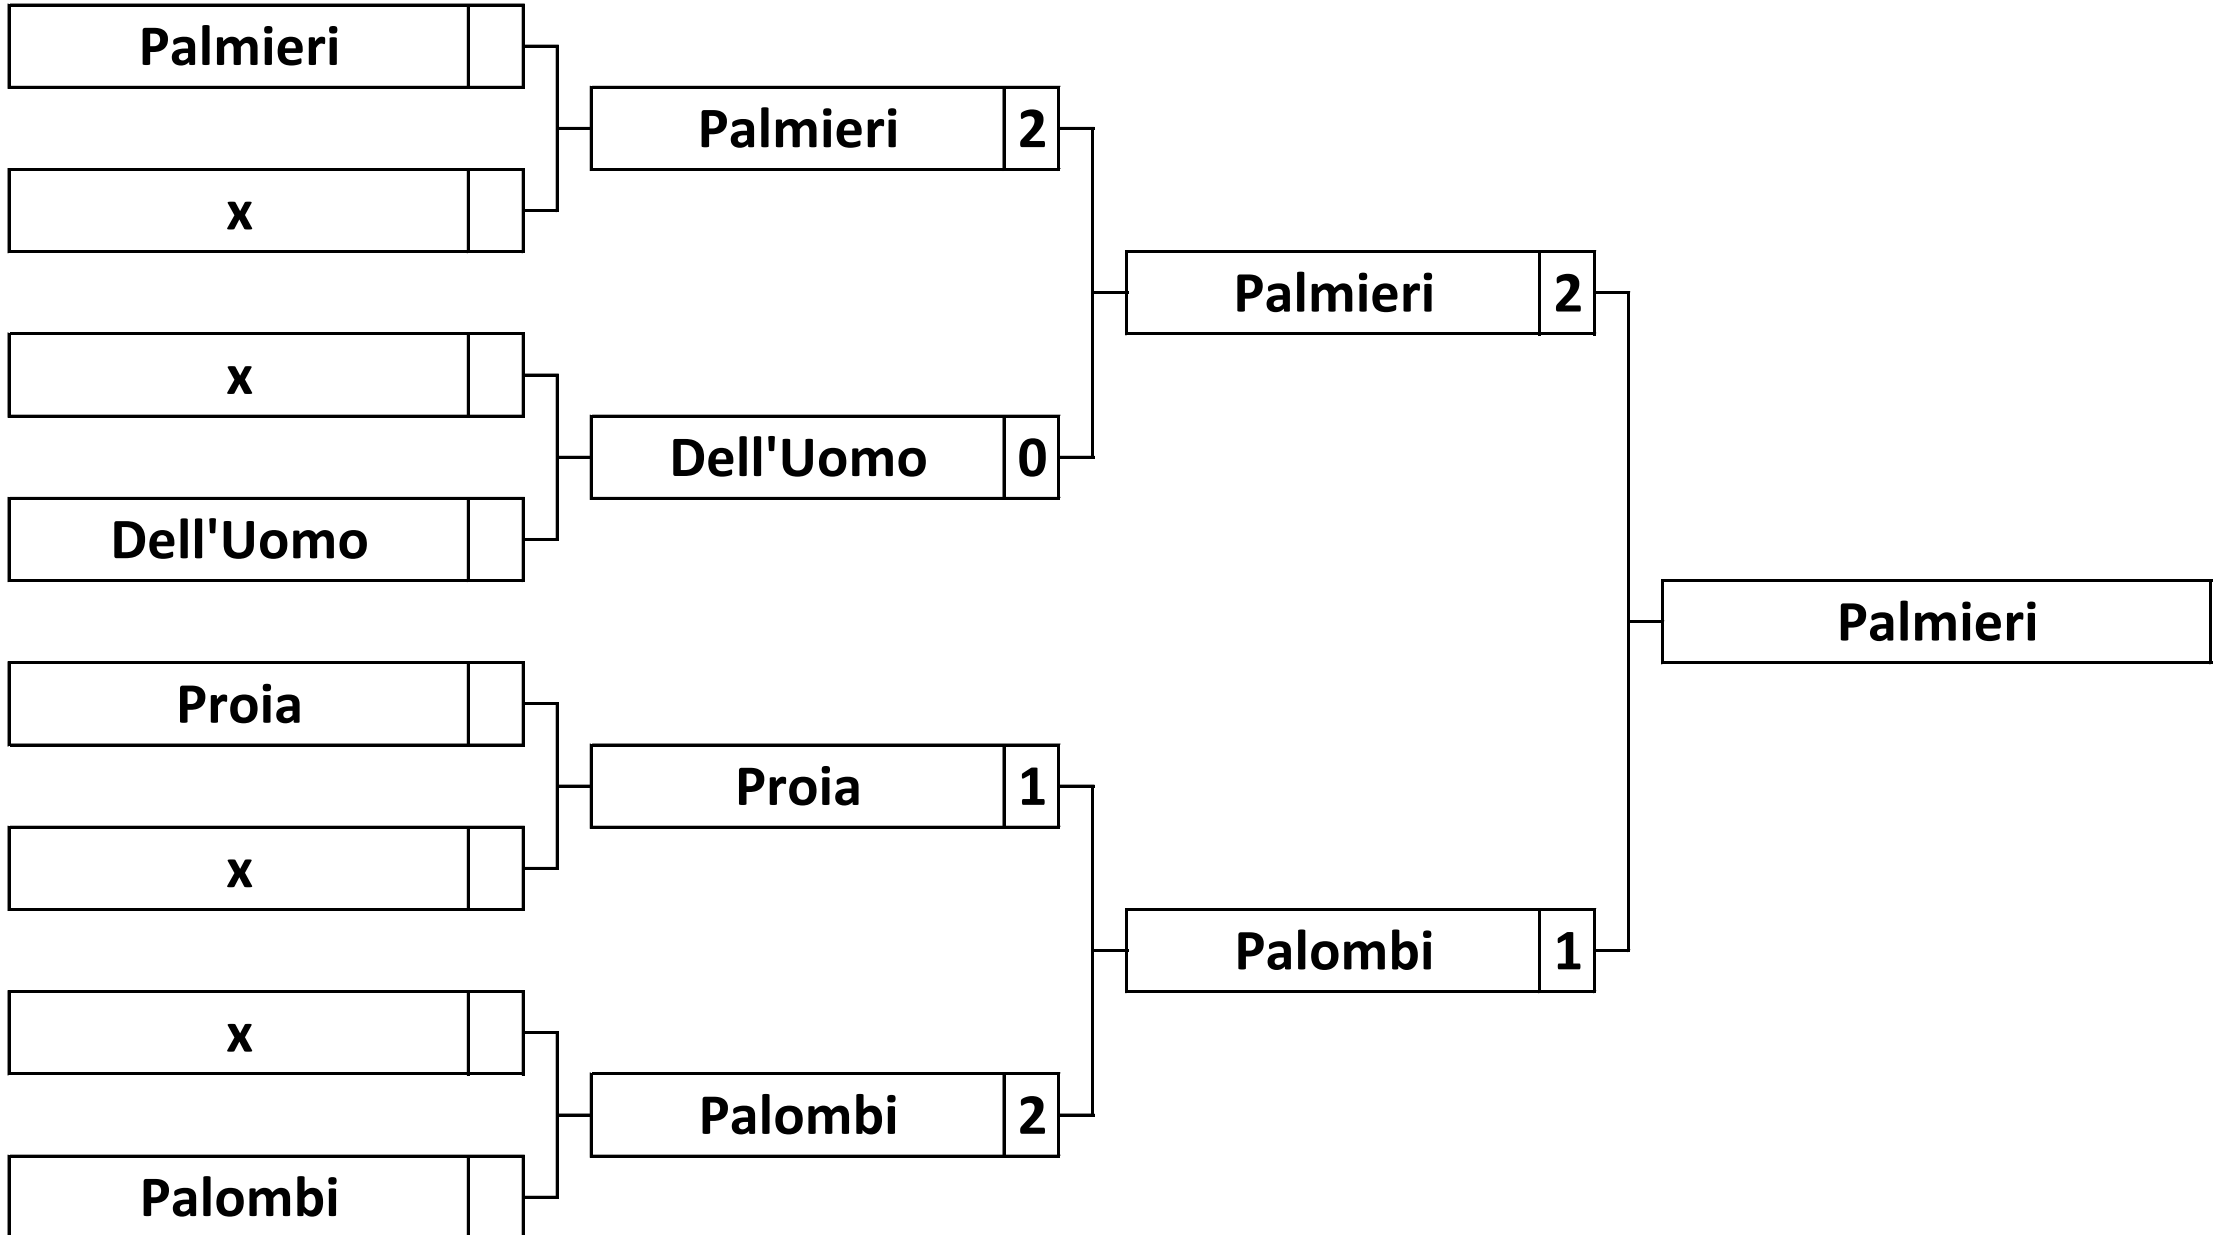 Palmieri
x
x
Dell'Uomo
Proia
x
x
Palombi
Palmieri 2
Dell'Uomo 0
Proia 1
Palombi 2
Palmieri 2
Palombi 1
Palmieri